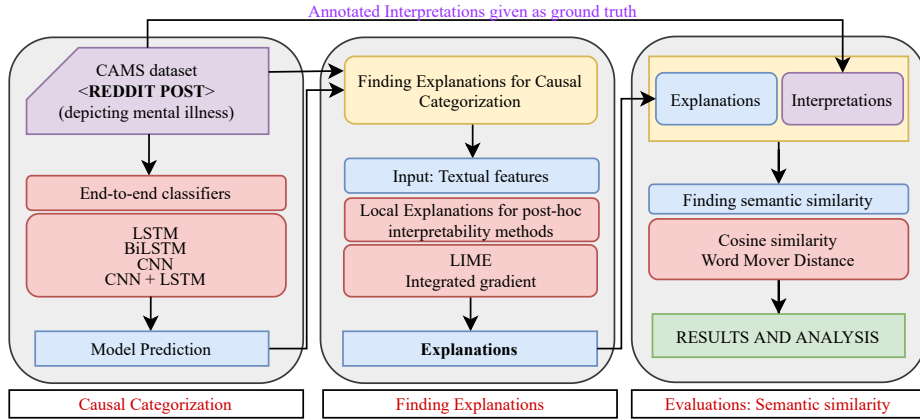 Annotated Interpretations given as ground truth
CAMS dataset
<REDDIT POST>
(depicting mental illness)
End-to-end classifiers
LSTM
BiLSTM
CNN
CNN + LSTM
Model Prediction
Causal Categorization
Finding Explanations for Causal
Categorization
Input: Textual features
Local Explanations for post-hoc
interpretability methods
LIME
Integrated gradient
Explanations
Finding Explanations
Explanations
Interpretations
Finding semantic similarity
Cosine similarity
Word Mover Distance
RESULTS AND ANALYSIS
Evaluations: Semantic similarity